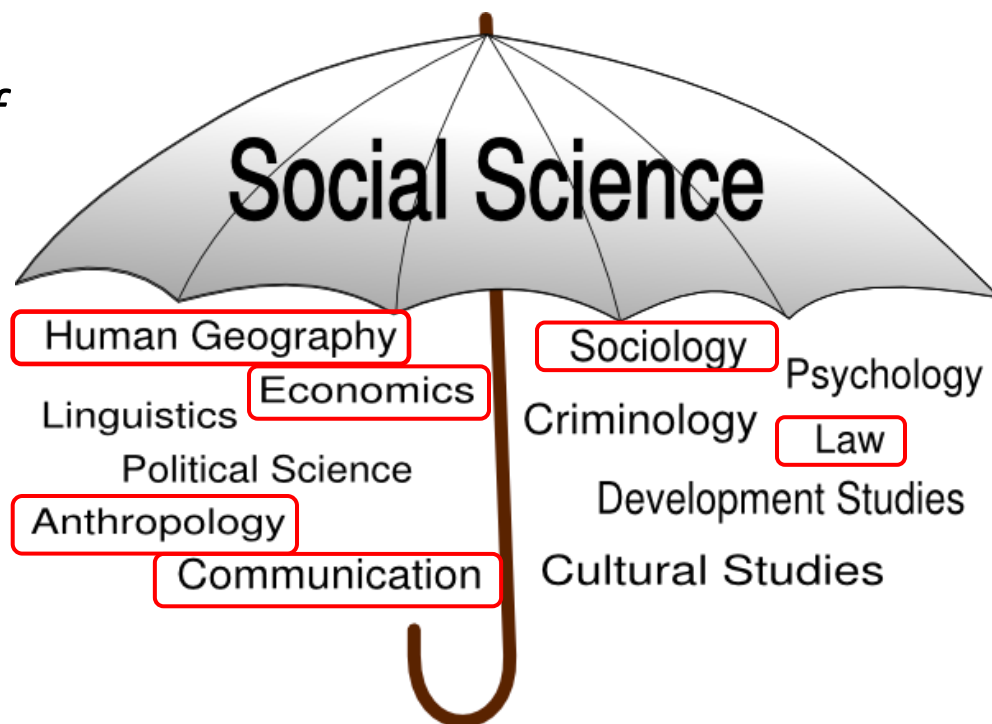 Social Science
Human Geography
Economics
Linguistics
Political Science
Anthropology
Communication
Sociology
Psychology
Criminology
Law
Development Studies
Cultural Studies